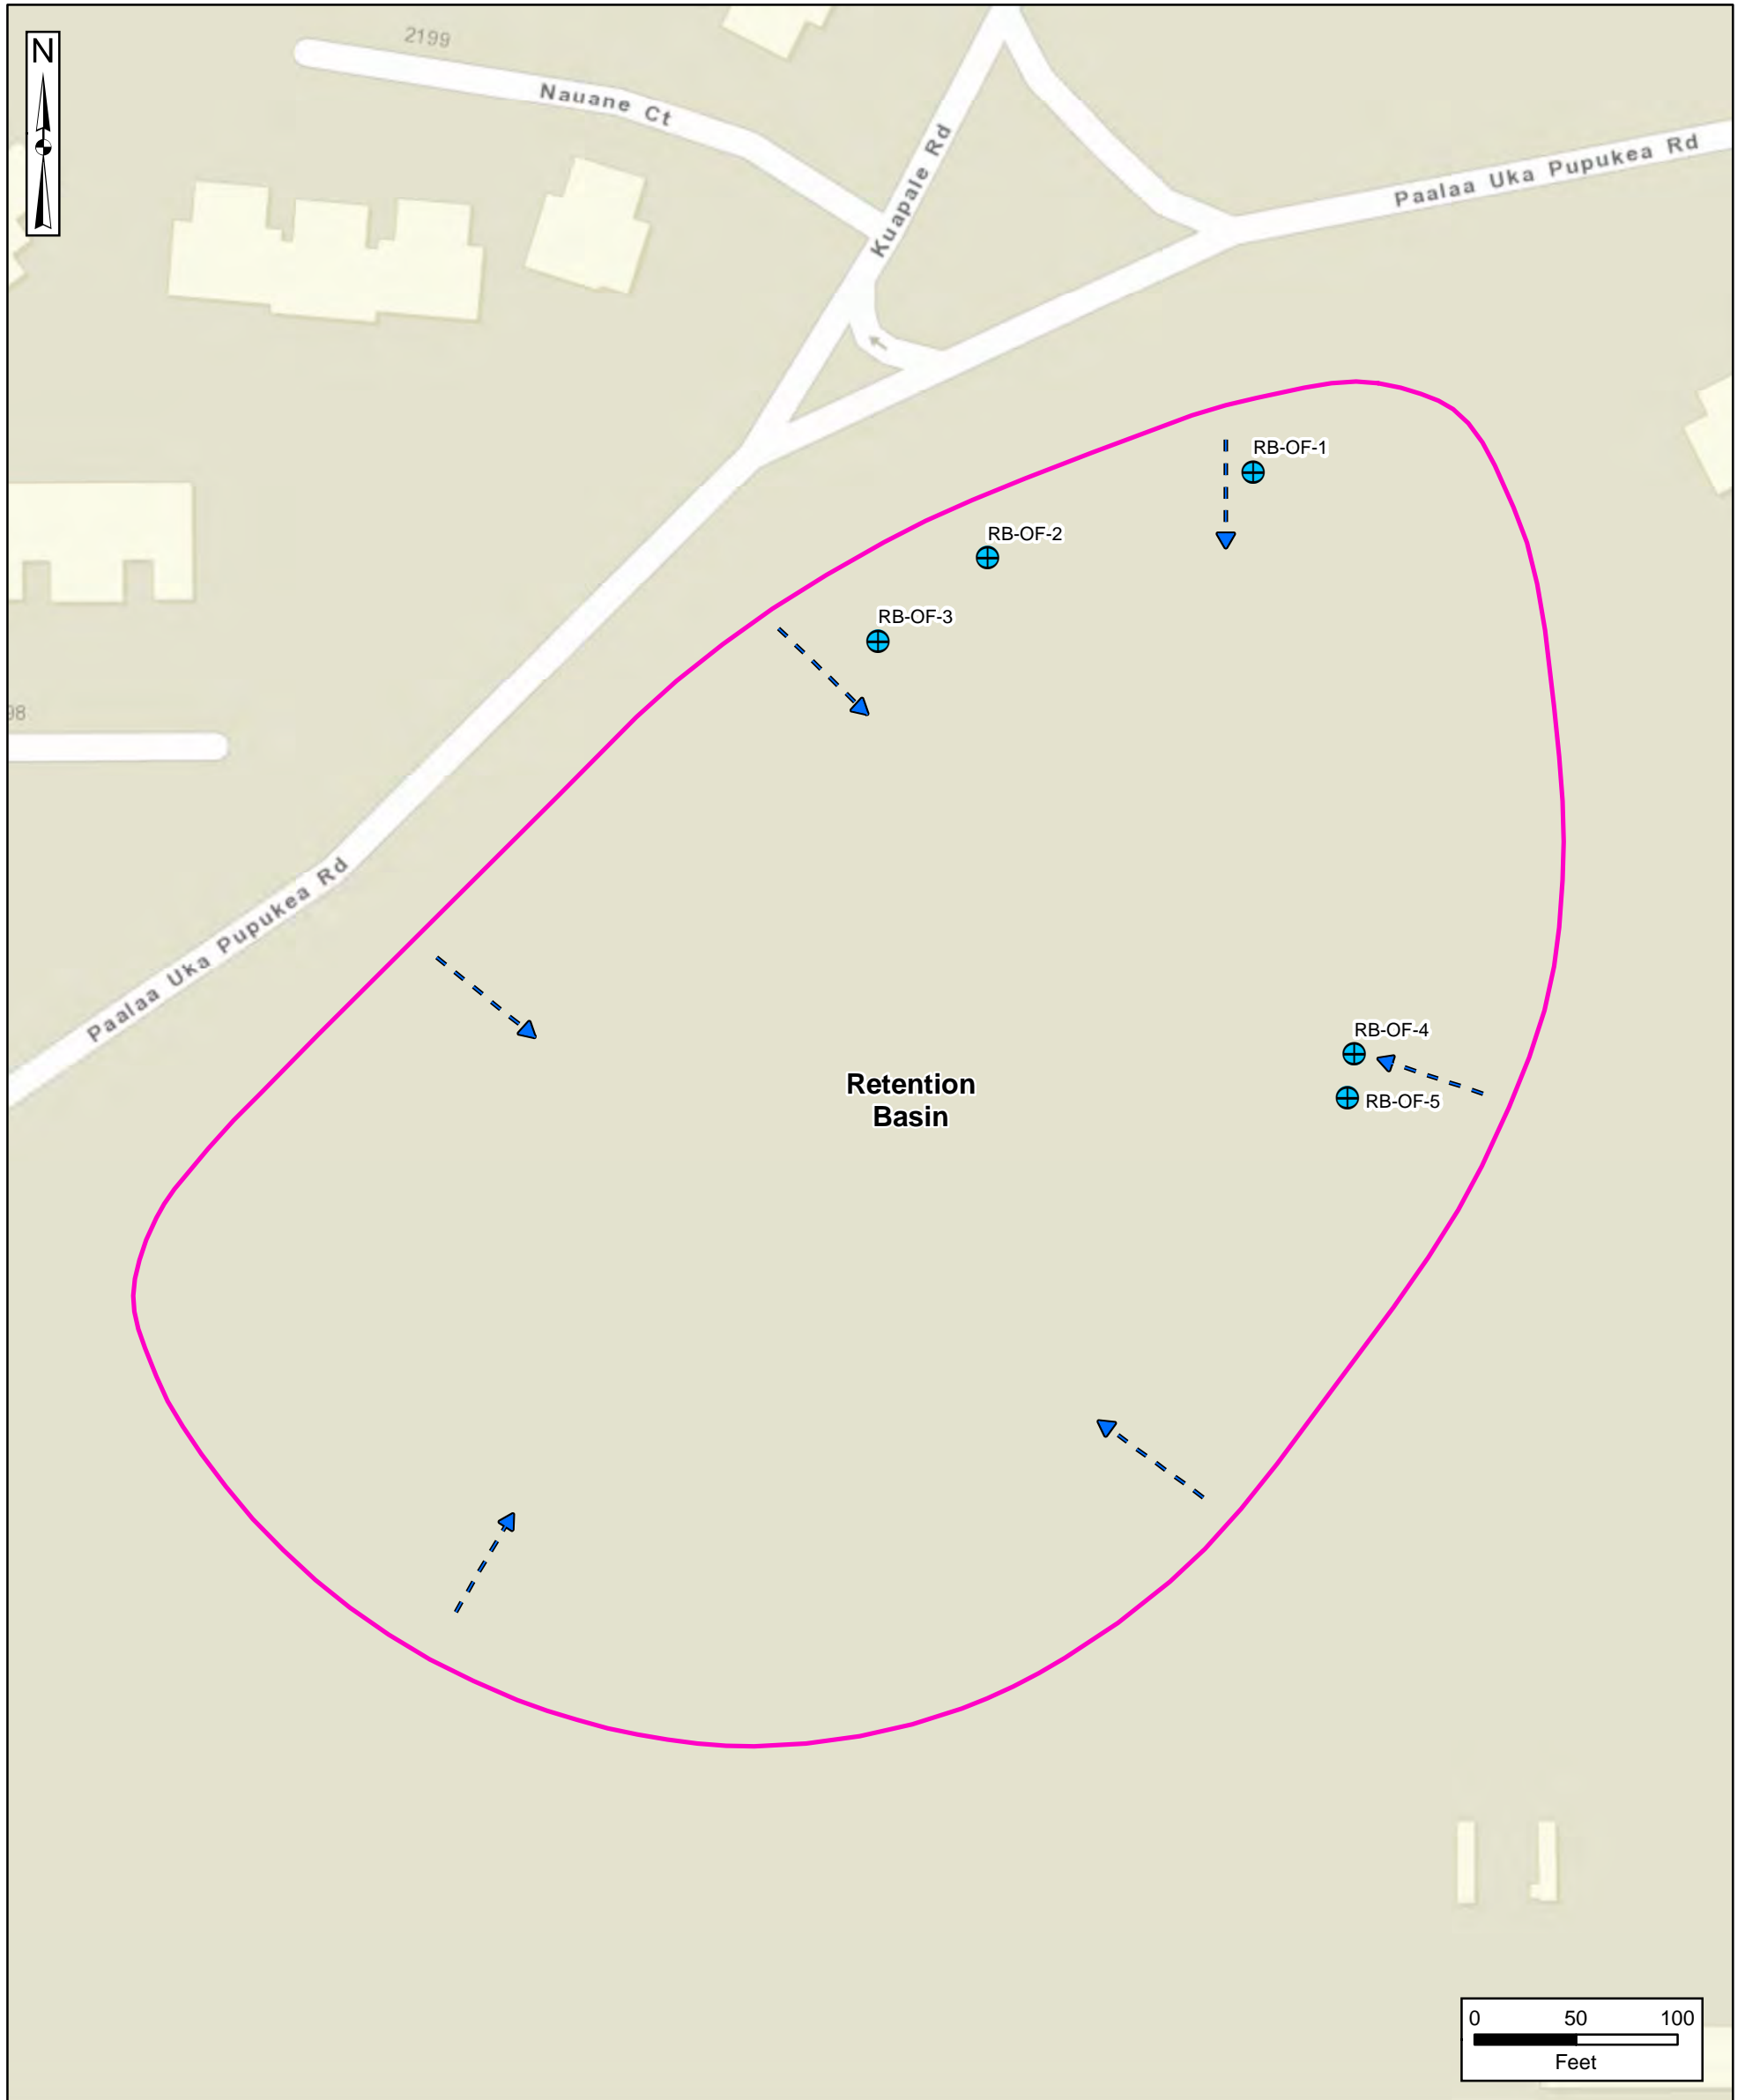 N
2199
Nauane Ct
Kuapale Rd
Paalaa Uka Pupukea Rd
RB-OF-1
RB-OF-2
RB-OF-3
98
Paalaa Uka Pupukea Rd
RB-OF-4
RB-OF-5
Retention
Basin
0 50 100
Feet